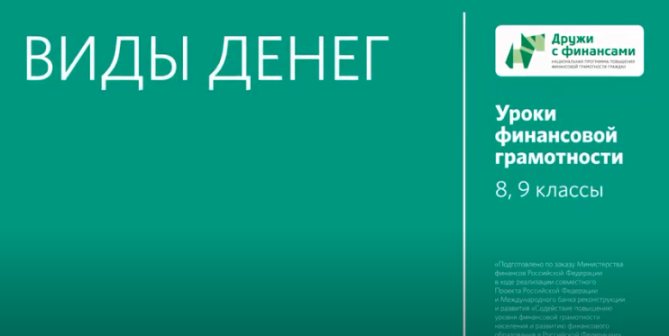 ВИДЫ ДЕНЕГ
Дружи
с финансами
НАЦИОНАЛЬНАЯ ПРОГРАММА ПОВЫШЕНИЯ
ФИНАНСОВОЙ ГРАМОТНОСТИ ГРАЖДАН
Уроки
финансовой
грамотности
8, 9 классы
«Подготовлено по заказу Министерства
финансов Российской Федерации
в ходе реализации совместного
Проекта Российской Федерации
и Международного банка реконструкции
и развития «Содействие повышению
уровня финансовой грамотности
населения и развитию финансового
образования в Российской Федерации»